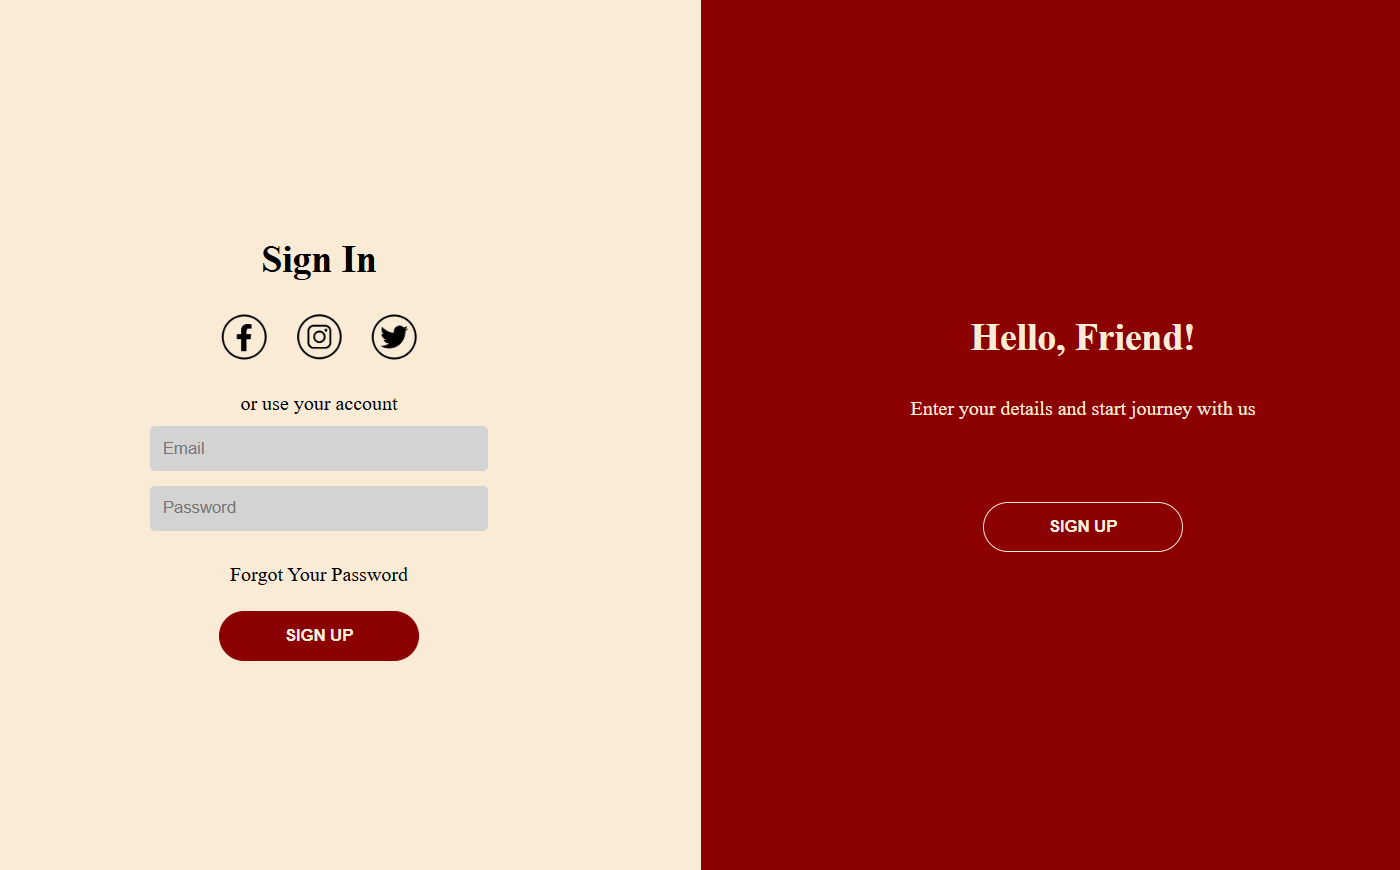 Sign In
or use your account
Email
Password
Forgot Your Password
SIGN UP
Hello, Friend!
Enter your details and start journey with us
SIGN UP